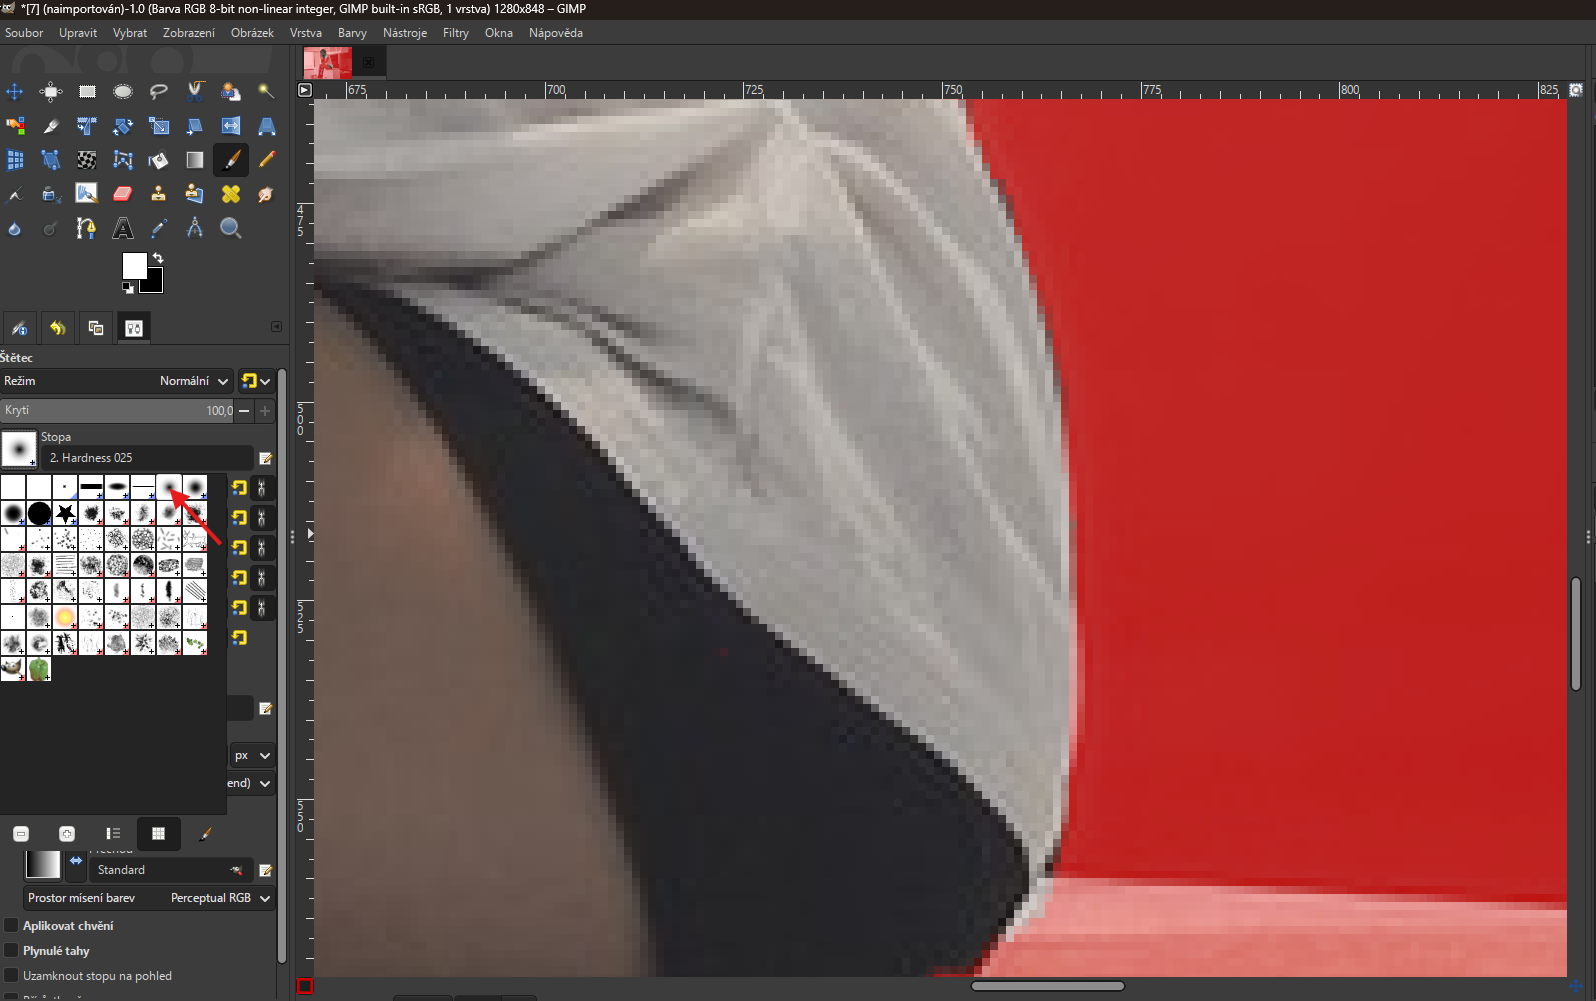 *[7] (naimportován)-1.0 (Barva RGB 8-bit non-linear integer, GIMP built-in sRGB, 1 vrstva) 1280x848 – GIMP
Soubor Upravit Vybrat Zobrazení Obrázek Vrstva Barvy Nástroje Filtry Okna Nápověda
675 700 725 750 775 800 825
475
500
525
550
Štětec
Režim Normální
Krytí 100,0
Stopa
2. Hardness 025
px
end)
Standard
Prostor mísení barev Perceptual RGB
Aplikovat chvění
Plynulé tahy
Uzamknout stopu na pohled